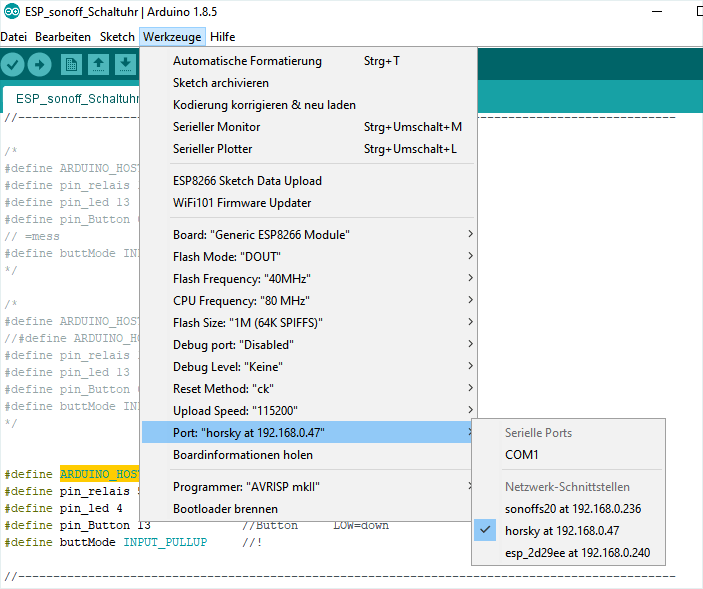 ESP_sonoff_Schaltuhr | Arduino 1.8.5
Datei Bearbeiten Sketch Werkzeuge Hilfe
ESP_sonoff_Schaltuhr
Automatische Formatierung Strg+T
Sketch archivieren
Kodierung korrigieren & neu laden
Serieller Monitor Strg+Umschalt+M
Serieller Plotter Strg+Umschalt+L
ESP8266 Sketch Data Upload
WiFi101 Firmware Updater
Board: "Generic ESP8266 Module"
Flash Mode: "DOUT"
Flash Frequency: "40MHz"
CPU Frequency: "80 MHz"
Flash Size: "1M (64K SPIFFS)"
Debug port: "Disabled"
Debug Level: "Keine"
Reset Method: "ck"
Upload Speed: "115200"
Port: "horsky at 192.168.0.47"
Boardinformationen holen
Programmer: "AVRISP mkII"
Bootloader brennen
Serielle Ports
COM1
Netzwerk-Schnittstellen
sonoffs20 at 192.168.0.236
horsky at 192.168.0.47
esp_2d29ee at 192.168.0.240
/*
#define ARDUINO_HOST
#define pin_relais
#define pin_led 13
#define pin_Button
// =mess
#define buttMode IN
*/
/*
#define ARDUINO_HOST
//#define ARDUINO_HO
#define pin_relais
#define pin_led 13
#define pin_Button
#define buttMode IN
*/
#define ARDUINO_HOST
#define pin_relais 5
#define pin_led 4
#define pin_Button 13 //Button LOW=down
#define buttMode INPUT_PULLUP //!